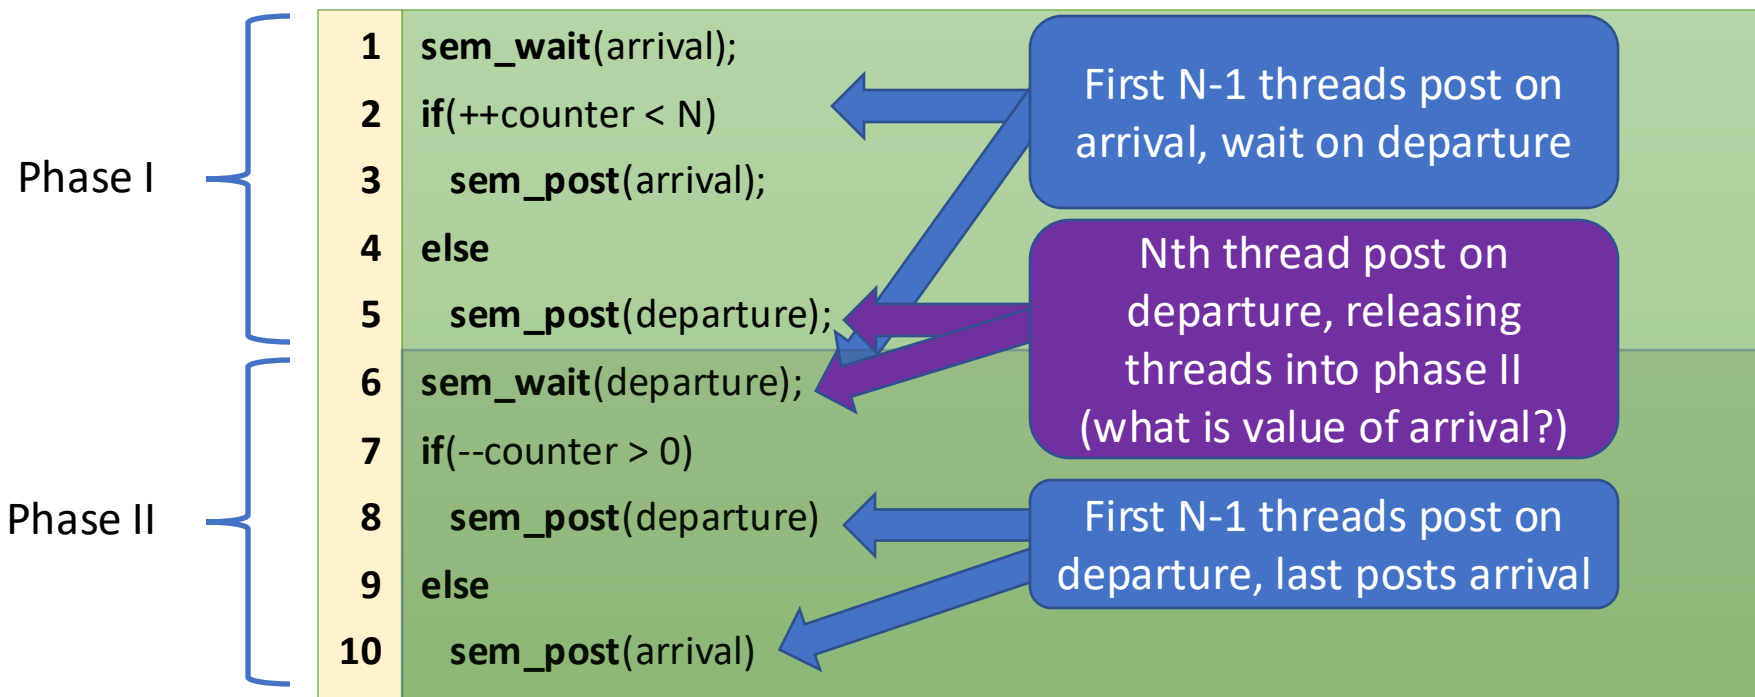 Phase I
Phase II
1 sem_wait(arrival);
2 if(++counter < N)
3 sem_post(arrival);
4 else
5 sem_post(departure);
6 sem_wait(departure);
7 if(--counter > 0)
8 sem_post(departure)
9 else
10 sem_post(arrival)
First N-1 threads post on
arrival, wait on departure
Nth thread post on
departure, releasing
threads into phase II
(what is value of arrival?)
First N-1 threads post on
departure, last posts arrival